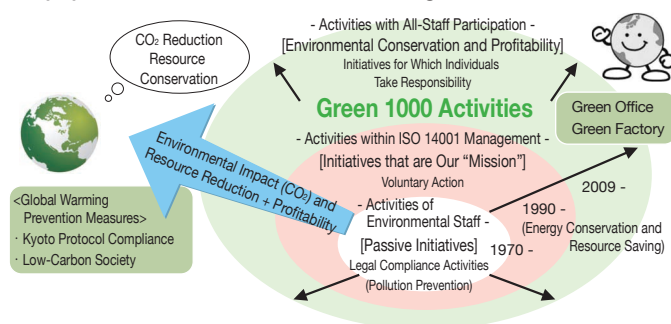 CO₂ Reduction
Resource
Conservation
- Activities with All-Staff Participation -
[Environmental Conservation and Profitability]
Initiatives for Which Individuals
Take Responsibility
Green 1000 Activities
Green Office
Green Factory
- Activities within ISO 14001 Management -
[Initiatives that are Our “Mission”]
Voluntary Action
Environmental Impact (CO₂) and
Resource Reduction + Profitability
<Global Warming
Prevention Measures>
· Kyoto Protocol Compliance
· Low-Carbon Society
- Activities of
Environmental Staff -
[Passive Initiatives]
Legal Compliance Activities
(Pollution Prevention)
2009 -
1990 -
(Energy Conservation and
Resource Saving)
1970 -